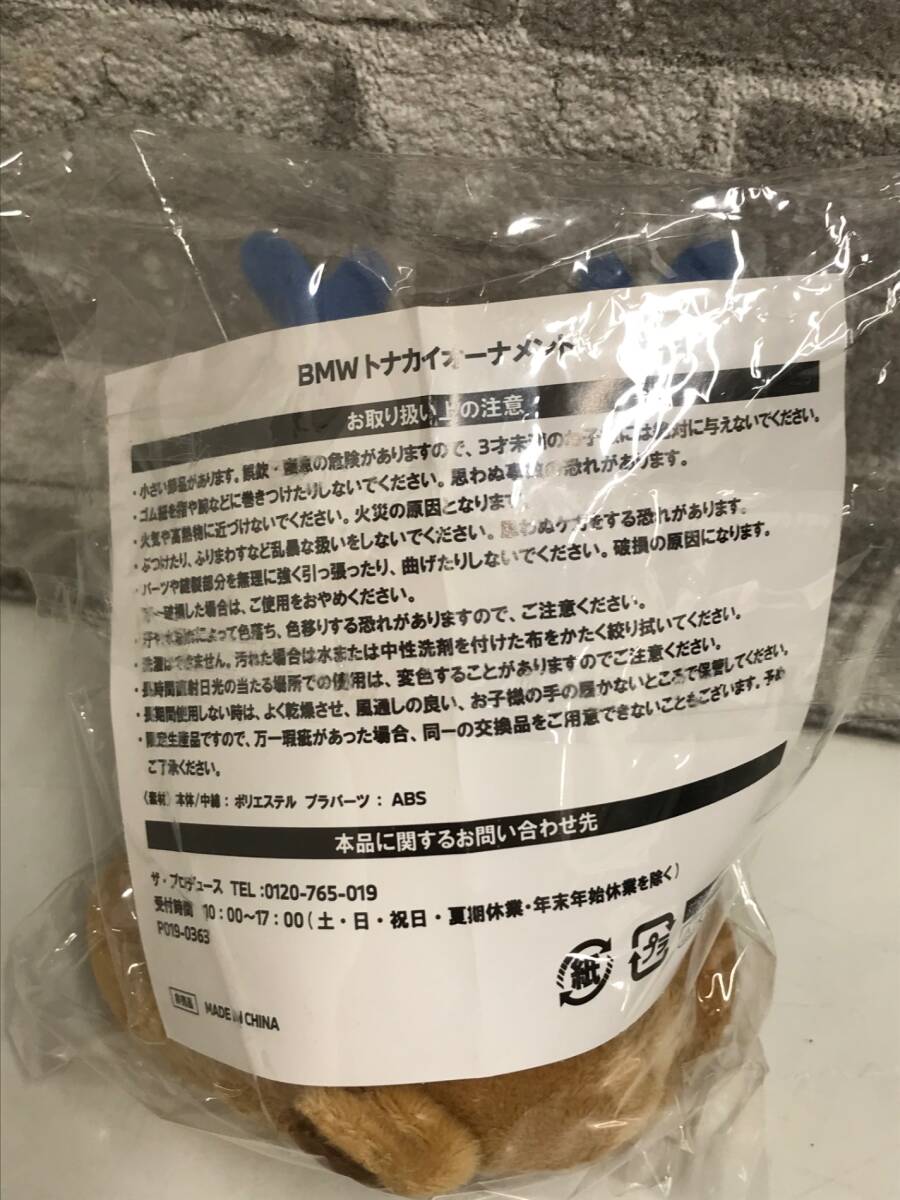 BMWトナカイオーナメント
お取り扱い上の注意
・小さい部品があります。誤飲・窒息の危険がありますので、3才未満のお子様には絶対に与えないでください。
・ゴム紐を指や腕などに巻きつけたりしないでください。思わぬ事故の恐れがあります。
・火気や高熱物に近づけないでください。火災の原因となります。
・ぶつけたり、ふりまわすなど乱暴な扱いをしないでください。思わぬケガをする恐れがあります。
・パーツや縫製部分を無理に強く引っ張ったり、曲げたりしないでください。破損の原因になります。
万一破損した場合は、ご使用をおやめください。
・汗や水 によって色落ち、色移りする恐れがありますので、ご注意ください。
・洗濯はできません。汚れた場合は水または中性洗剤を付けた布をかたく絞り拭いてください。
・長時間直射日光の当たる場所での使用は、変色することがありますのでご注意ください。
・長期間使用しない時は、よく乾燥させ、風通しの良い、お子様の手の届かないところで保管してください。
・限定生産品ですので、万一瑕疵があった場合、同一の交換品をご用意できないこともございます。予め
ご了承ください。
〈素材〉本体/中綿：ポリエステル プラパーツ：ABS
本品に関するお問い合わせ先
ザ・プロデュース TEL:0120-765-019
受付時間 10：00〜17：00（土・日・祝日・夏期休業・年末年始休業を除く）
P019-0363
紙
プラ
非売品 MADE IN CHINA